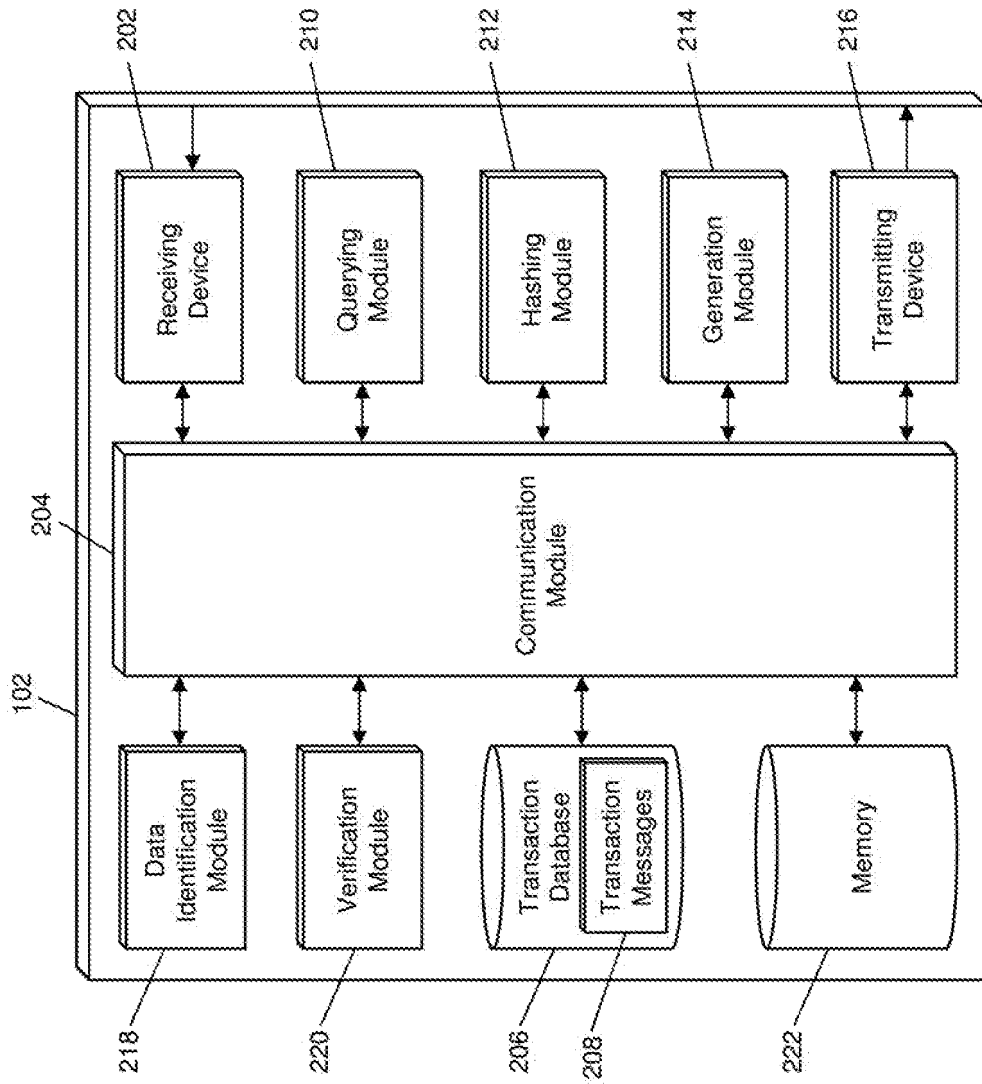 102
204
218
Data
Identification
Module
220
Verification
Module
206
Transaction
Database
208
Transaction
Messages
222
Memory
Communication
Module
Receiving
Device
202
Querying
Module
210
Hashing
Module
212
Generation
Module
214
Transmitting
Device
216